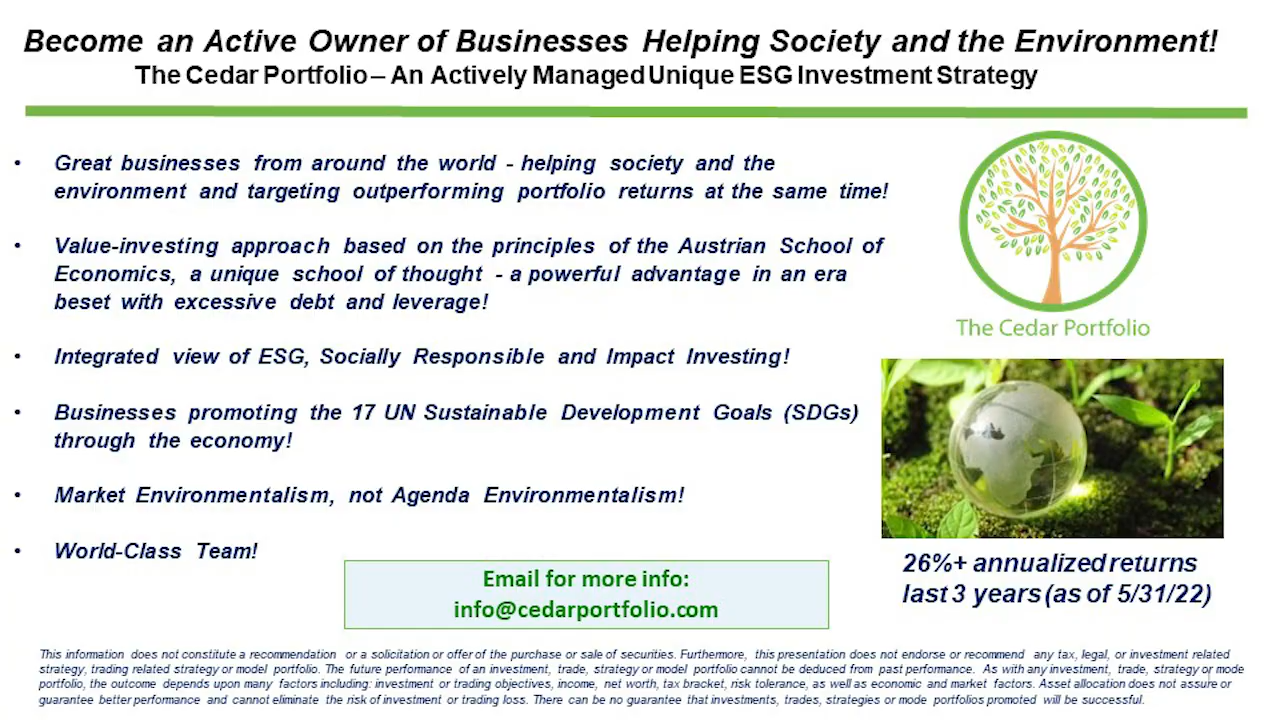 Become an Active Owner of Businesses Helping Society and the Environment!
The Cedar Portfolio – An Actively Managed Unique ESG Investment Strategy
• Great businesses from around the world - helping society and the
environment and targeting outperforming portfolio returns at the same time!
• Value-investing approach based on the principles of the Austrian School of
Economics, a unique school of thought - a powerful advantage in an era
beset with excessive debt and leverage!
• Integrated view of ESG, Socially Responsible and Impact Investing!
• Businesses promoting the 17 UN Sustainable Development Goals (SDGs)
through the economy!
• Market Environmentalism, not Agenda Environmentalism!
• World-Class Team!
The Cedar Portfolio
26%+ annualized returns
last 3 years (as of 5/31/22)
Email for more info:
info@cedarportfolio.com
This information does not constitute a recommendation or a solicitation or offer of the purchase or sale of securities. Furthermore, this presentation does not endorse or recommend any tax, legal, or investment related
strategy, trading related strategy or model portfolio. The future performance of an investment, trade, strategy or model portfolio cannot be deduced from past performance. As with any investment, trade, strategy or mode
portfolio, the outcome depends upon many factors including: investment or trading objectives, income, net worth, tax bracket, risk tolerance, as well as economic and market factors. Asset allocation does not assure or
guarantee better performance and cannot eliminate the risk of investment or trading loss. There can be no guarantee that investments, trades, strategies or mode portfolios promoted will be successful.